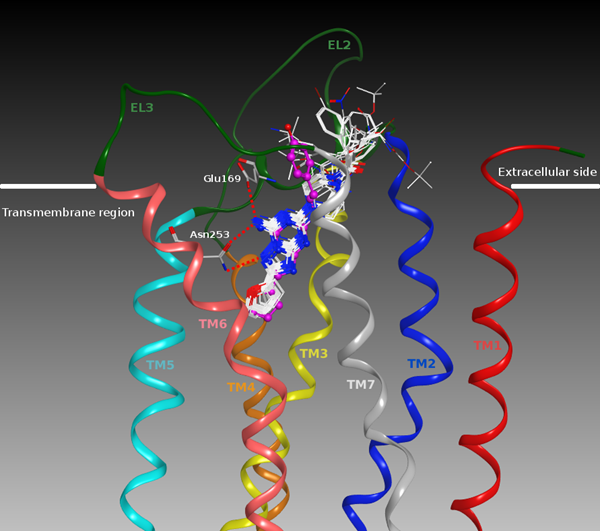 EL2
EL3
Glu169
Extracellular side
Transmembrane region
Asn253
TM6
TM3
TM1
TM5
TM4
TM7
TM2